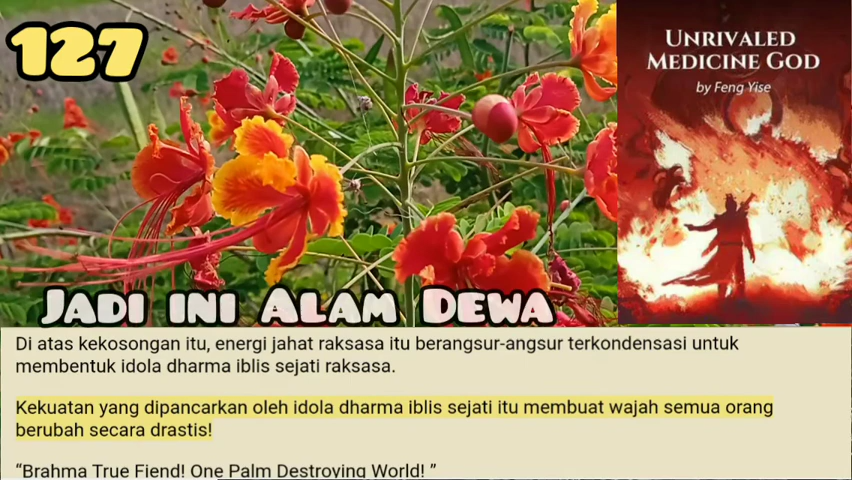 127
UNRIVALED
MEDICINE GOD
by Feng Yise
JADI INI ALAM DEWA
Di atas kekosongan itu, energi jahat raksasa itu berangsur-angsur terkondensasi untuk
membentuk idola dharma iblis sejati raksasa.
Kekuatan yang dipancarkan oleh idola dharma iblis sejati itu membuat wajah semua orang
berubah secara drastis!
“Brahma True Fiend! One Palm Destroying World! ”